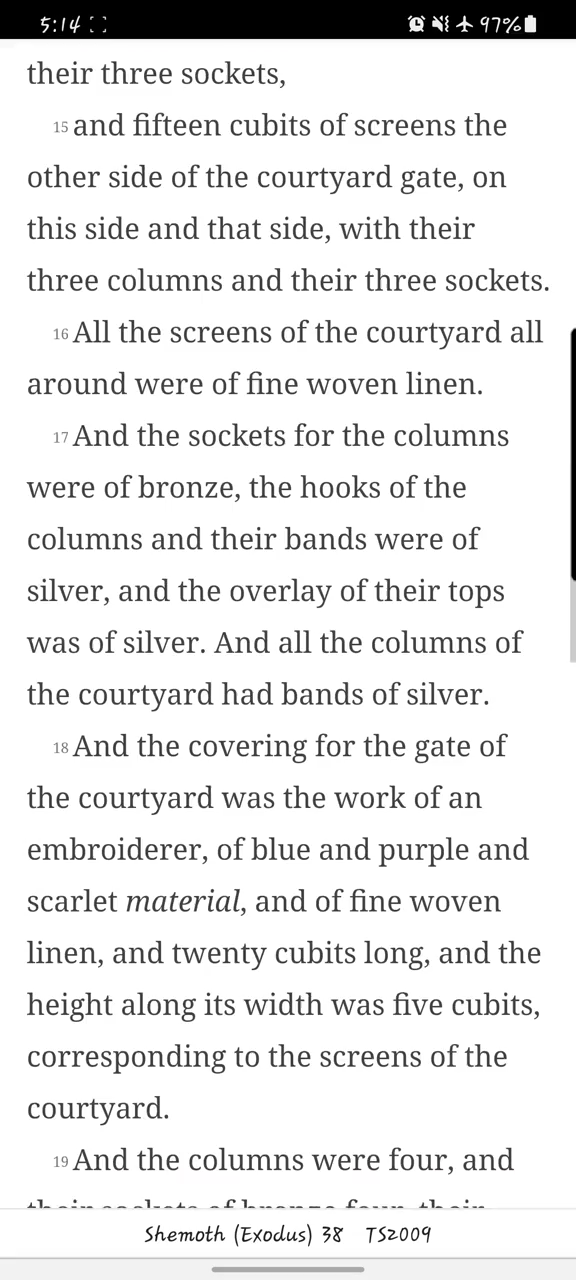 5:14 97%
their three sockets,
15 and fifteen cubits of screens the
other side of the courtyard gate, on
this side and that side, with their
three columns and their three sockets.
16 All the screens of the courtyard all
around were of fine woven linen.
17 And the sockets for the columns
were of bronze, the hooks of the
columns and their bands were of
silver, and the overlay of their tops
was of silver. And all the columns of
the courtyard had bands of silver.
18 And the covering for the gate of
the courtyard was the work of an
embroiderer, of blue and purple and
scarlet material, and of fine woven
linen, and twenty cubits long, and the
height along its width was five cubits,
corresponding to the screens of the
courtyard.
19 And the columns were four, and
their sockets of bronze four, their
Shemoth (Exodus) 38 TS2009